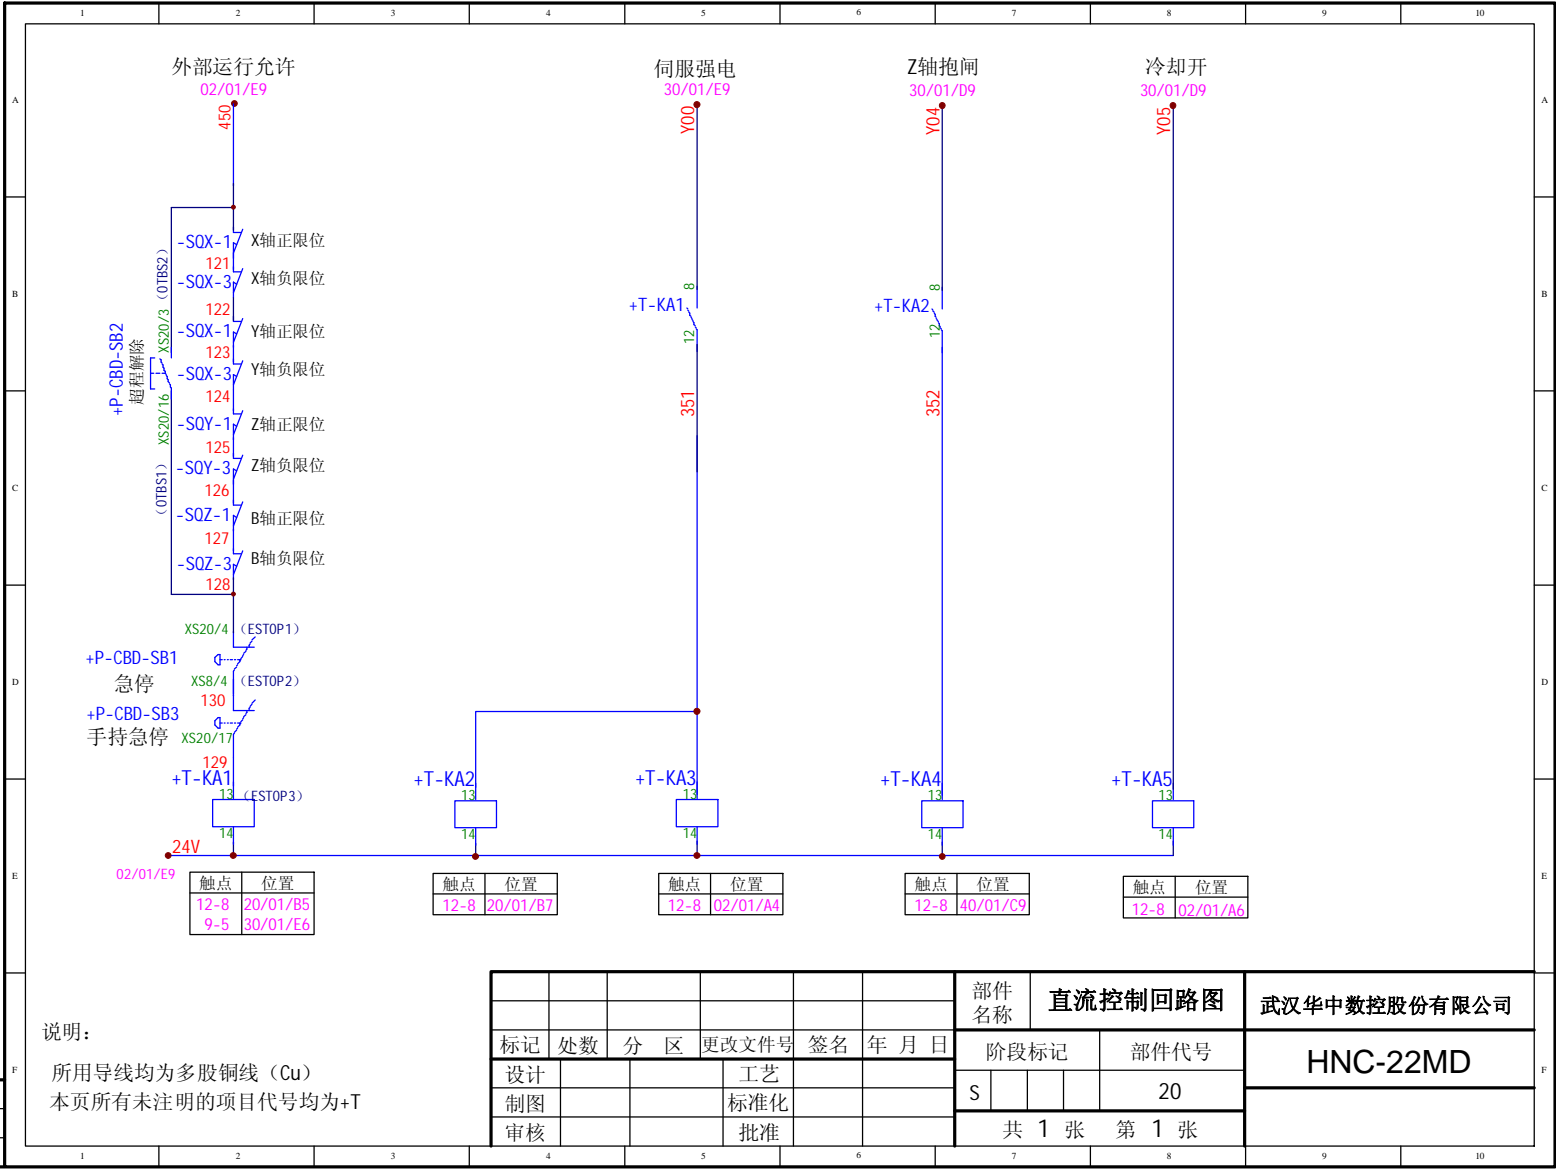 1 2 3 4 5 6 7 8 9 10
A A
B B
C C
D D
E E
F F
外部运行允许
02/01/E9
450
伺服强电
30/01/E9
Y00
Z轴抱闸
30/01/D9
Y04
冷却开
30/01/D9
Y05
-SQX-1 X轴正限位
121
-SQX-3 X轴负限位
122
-SQX-1 Y轴正限位
123
-SQX-3 Y轴负限位
124
-SQY-1 Z轴正限位
125
-SQY-3 Z轴负限位
126
-SQZ-1 B轴正限位
127
-SQZ-3 B轴负限位
128
+P-CBD-SB2
超程解除
XS20/3 (OTBS2)
XS20/16
(OTBS1)
8
+T-KA1
12
351
8
+T-KA2
12
352
XS20/4 (ESTOP1)
+P-CBD-SB1
急停
XS8/4 (ESTOP2)
130
+P-CBD-SB3
手持急停
XS20/17
129
+T-KA1
13 (ESTOP3)
14
+T-KA2
13
14
+T-KA3
13
14
+T-KA4
13
14
+T-KA5
13
14
24V
02/01/E9
触点 位置
12-8 20/01/B5
9-5 30/01/E6
触点 位置
12-8 20/01/B7
触点 位置
12-8 02/01/A4
触点 位置
12-8 40/01/C9
触点 位置
12-8 02/01/A6
说明:
所用导线均为多股铜线（Cu）
本页所有未注明的项目代号均为+T
标记 处数 分 区 更改文件号 签名 年 月 日
设计 工艺
制图 标准化
审核 批准
部件名称 直流控制回路图
阶段标记 部件代号
S 20
共 1 张 第 1 张
武汉华中数控股份有限公司
HNC-22MD
1 2 3 4 5 6 7 8 9 10